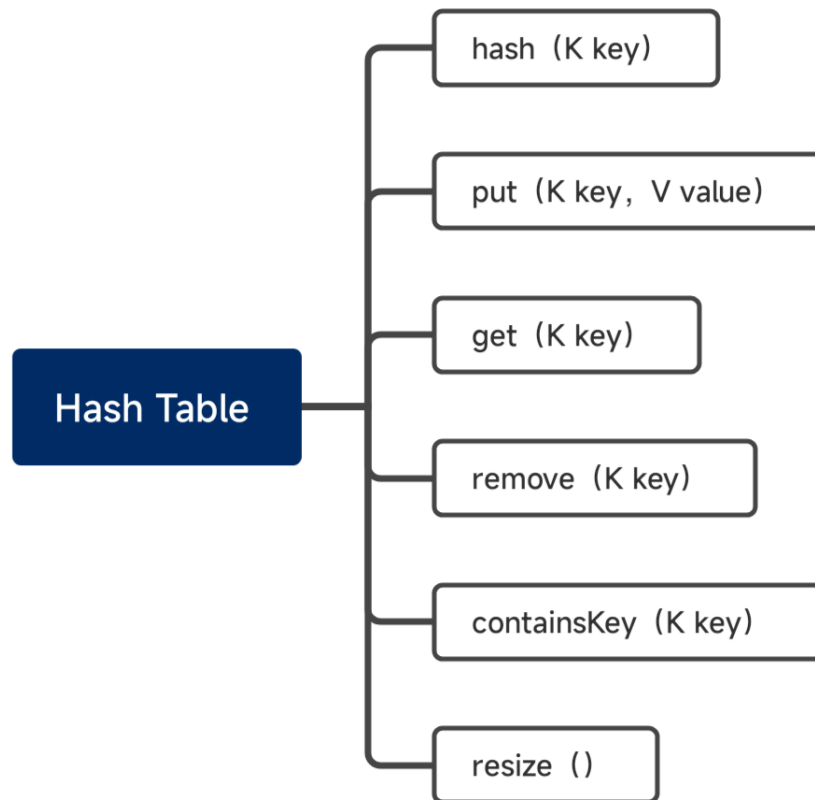 hash（K key）
put（K key，V value）
get（K key）
Hash Table
remove（K key）
containsKey（K key）
resize（）